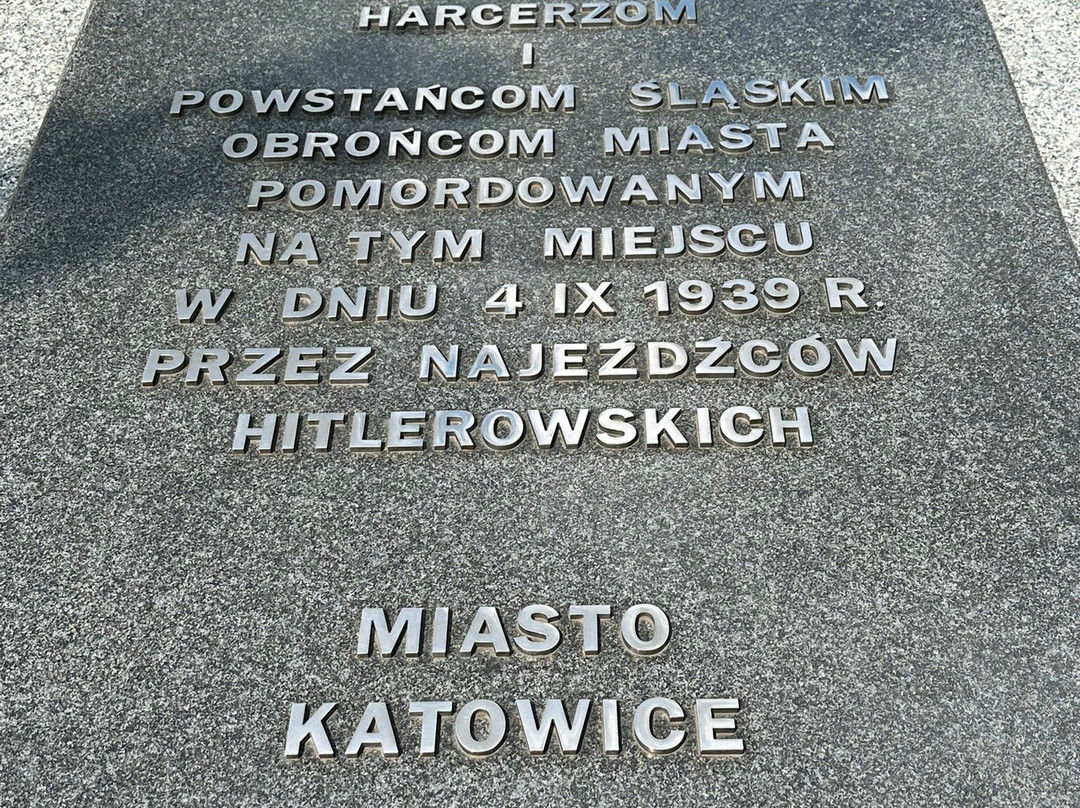 HARCERZOM
I
POWSTAŃCOM ŚLĄSKIM
OBROŃCOM MIASTA
POMORDOWANYM
NA TYM MIEJSCU
W DNIU 4 IX 1939 R.
PRZEZ NAJEŹDŹCÓW
HITLEROWSKICH
MIASTO
KATOWICE